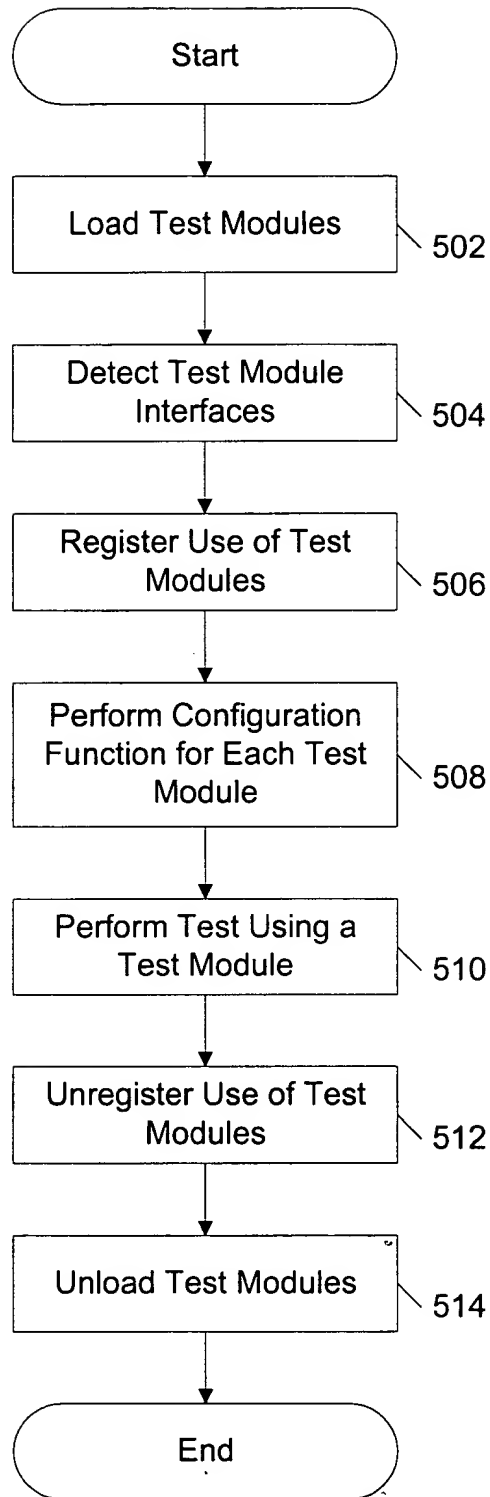 Start
Load Test Modules
502
Detect Test Module
Interfaces
504
Register Use of Test
Modules
506
Perform Configuration
Function for Each Test
Module
508
Perform Test Using a
Test Module
510
Unregister Use of Test
Modules
512
Unload Test Modules
514
End